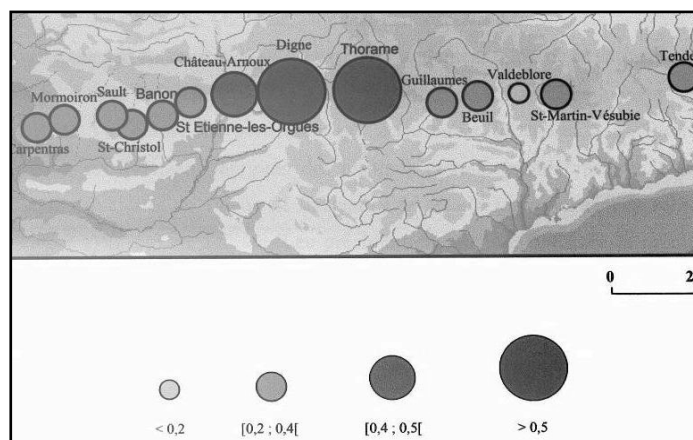 Digne
Thorame
Château-Arnoux
Tende
Guillaumes
Valdeblore
Sault
Banon
Mormoiron
Beuil
St-Martin-Vésubie
St Etienne-les-Orgues
St-Christol
Carpentras
0 2
< 0,2 [0,2 ; 0,4[ [0,4 ; 0,5[ > 0,5